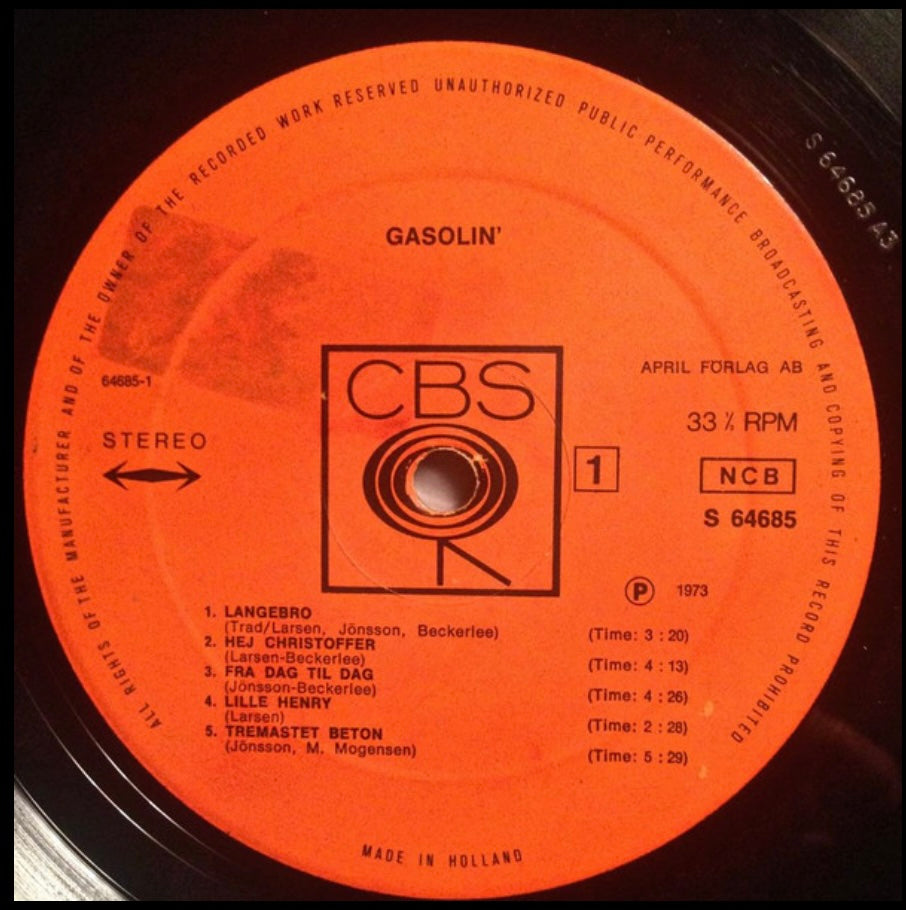 ALL RIGHTS OF THE MANUFACTURER AND OF THE OWNER OF THE RECORDED WORK RESERVED UNAUTHORIZED PUBLIC PERFORMANCE BROADCASTING AND COPYING OF THIS RECORD PROHIBITED
S 64685 A3
GASOLIN'
CBS
64685-1
STEREO
1
APRIL FÖRLAG AB
33 ⅓ RPM
NCB
S 64685
Ⓟ 1973
1. LANGEBRO
(Trad/Larsen, Jönsson, Beckerlee) (Time: 3 : 20)
2. HEJ CHRISTOFFER
(Larsen-Beckerlee) (Time: 4 : 13)
3. FRA DAG TIL DAG
(Jönsson-Beckerlee) (Time: 4 : 26)
4. LILLE HENRY
(Larsen) (Time: 2 : 28)
5. TREMASTET BETON
(Jönsson, M. Mogensen) (Time: 5 : 29)
MADE IN HOLLAND